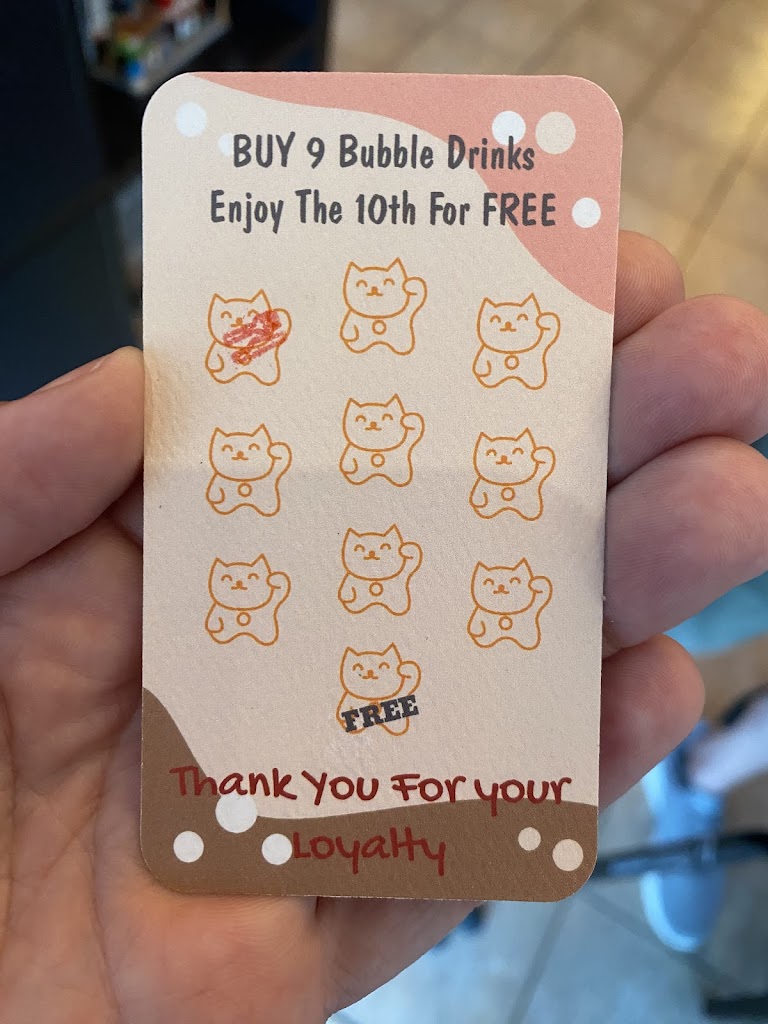 BUY 9 Bubble Drinks
Enjoy The 10th For FREE
FREE
Thank You For your
Loyalty